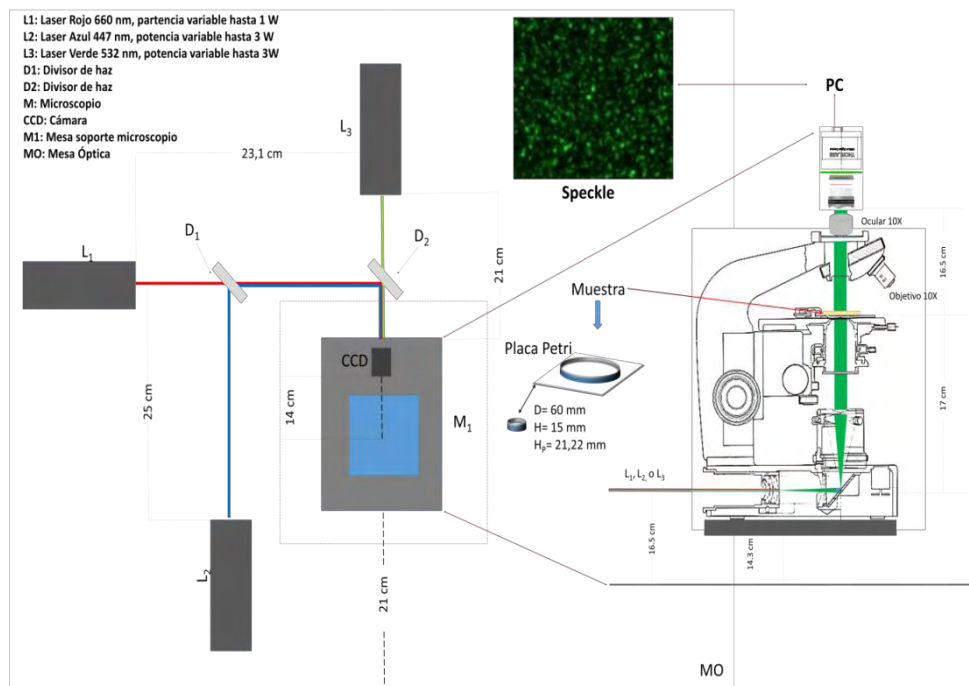 L1: Laser Rojo 660 nm, partencia variable hasta 1 W
L2: Laser Azul 447 nm, potencia variable hasta 3 W
L3: Laser Verde 532 nm, potencia variable hasta 3W
D1: Divisor de haz
D2: Divisor de haz
M: Microscopio
CCD: Cámara
M1: Mesa soporte microscopio
MO: Mesa Óptica
L3
23,1 cm
D1
D2
L1
21 cm
25 cm
CCD
14 cm
M1
L2
21 cm
Speckle
PC
THORLABS
Ocular 10X
16.5 cm
Objetivo 10X
Muestra
Placa Petri
D= 60 mm
H= 15 mm
HP= 21,22 mm
17 cm
L1, L2, o L3
16.5 cm
14.3 cm
MO